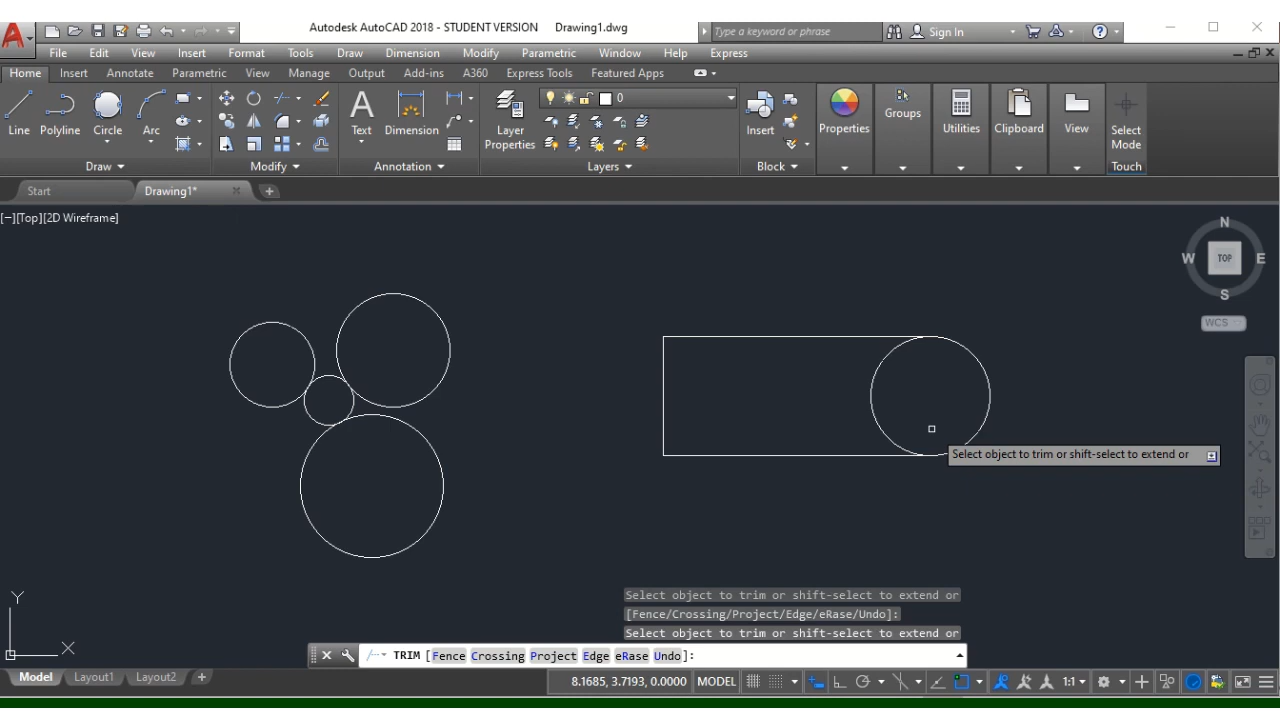 Autodesk AutoCAD 2018 - STUDENT VERSION Drawing1.dwg
Type a keyword or phrase
Sign In
File Edit View Insert Format Tools Draw Dimension Modify Parametric Window Help Express
Home Insert Annotate Parametric View Manage Output Add-ins A360 Express Tools Featured Apps
0
Line Polyline Circle Arc Text Dimension Layer Properties Insert Properties Groups Utilities Clipboard View Select Mode
Draw Modify Annotation Layers Block Touch
Start Drawing1* +
[−][Top][2D Wireframe]
N
W TOP E
S
WCS
Select object to trim or shift-select to extend or
Select object to trim or shift-select to extend or
[Fence/Crossing/Project/Edge/eRase/Undo]:
Select object to trim or shift-select to extend or
Y
X
TRIM [Fence Crossing Project Edge eRase Undo]:
Model Layout1 Layout2 +
8.1685, 3.7193, 0.0000 MODEL 1:1